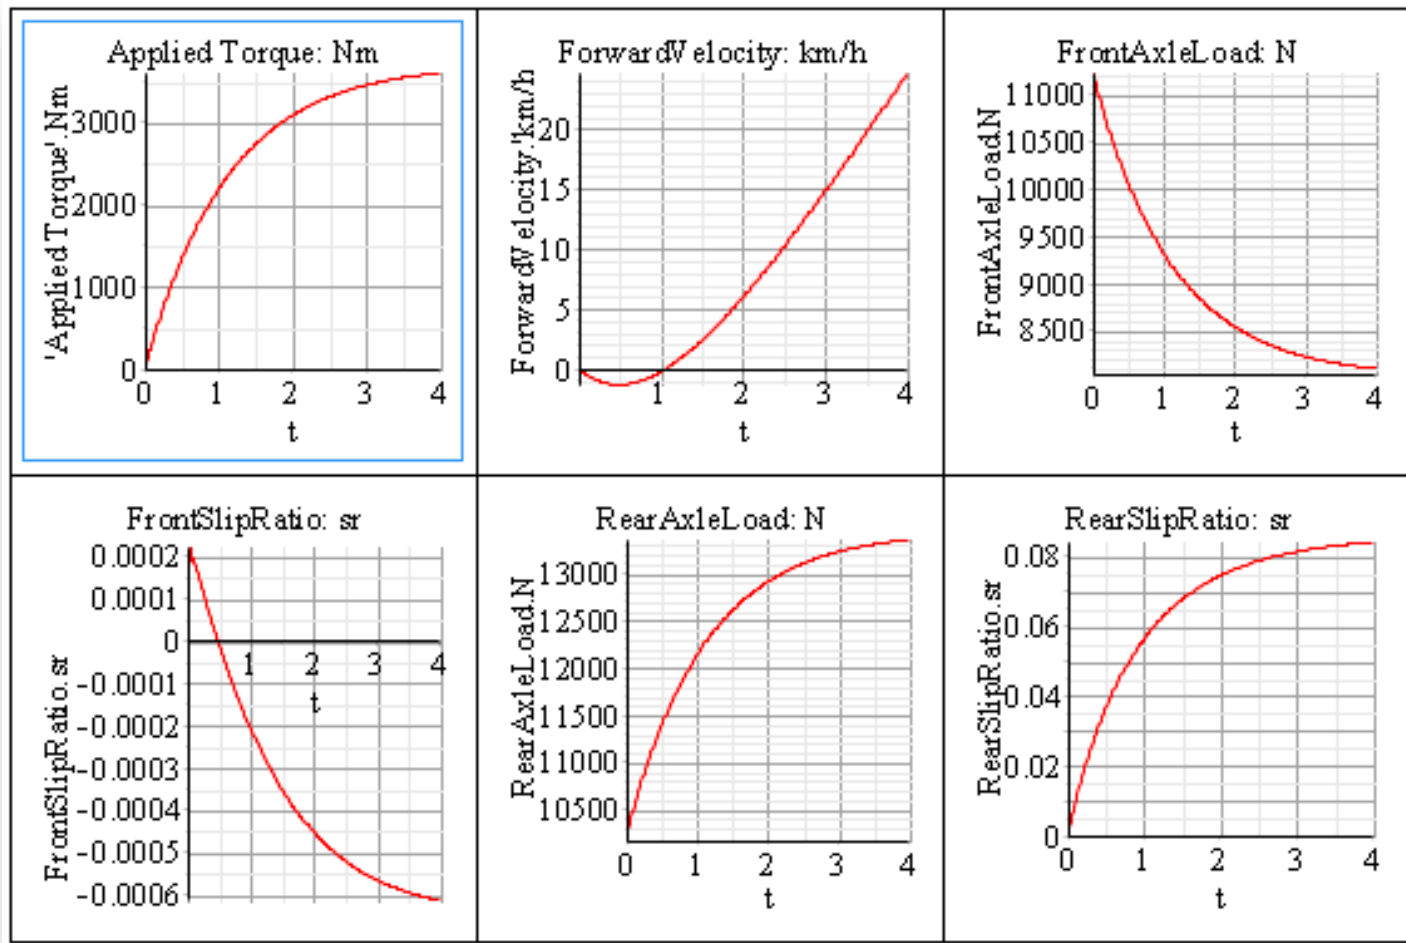 Applied Torque: Nm
'Applied Torque'.Nm
3000
2000
1000
0
0 1 2 3 4
t
ForwardVelocity: km/h
ForwardVelocity.'km/h
20
15
10
5
0
1 2 3 4
t
FrontAxleLoad: N
FrontAxleLoad.N
11000
10500
10000
9500
9000
8500
0 1 2 3 4
t
FrontSlipRatio: sr
FrontSlipRatio.sr
0.0002
0.0001
0
-0.0001
-0.0002
-0.0003
-0.0004
-0.0005
-0.0006
1 2 3 4
t
RearAxleLoad: N
RearAxleLoad.N
13000
12500
12000
11500
11000
10500
0 1 2 3 4
t
RearSlipRatio: sr
RearSlipRatio.sr
0.08
0.06
0.04
0.02
0
0 1 2 3 4
t